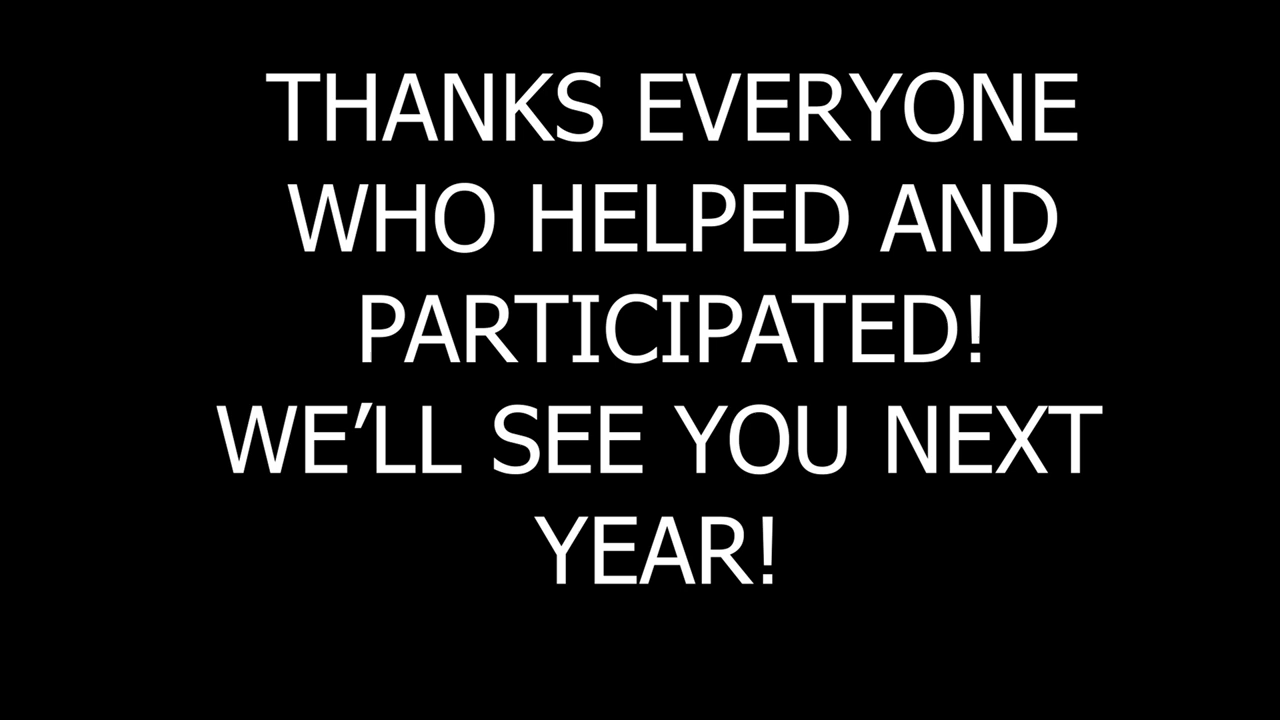 THANKS EVERYONE
WHO HELPED AND
PARTICIPATED!
WE’LL SEE YOU NEXT
YEAR!